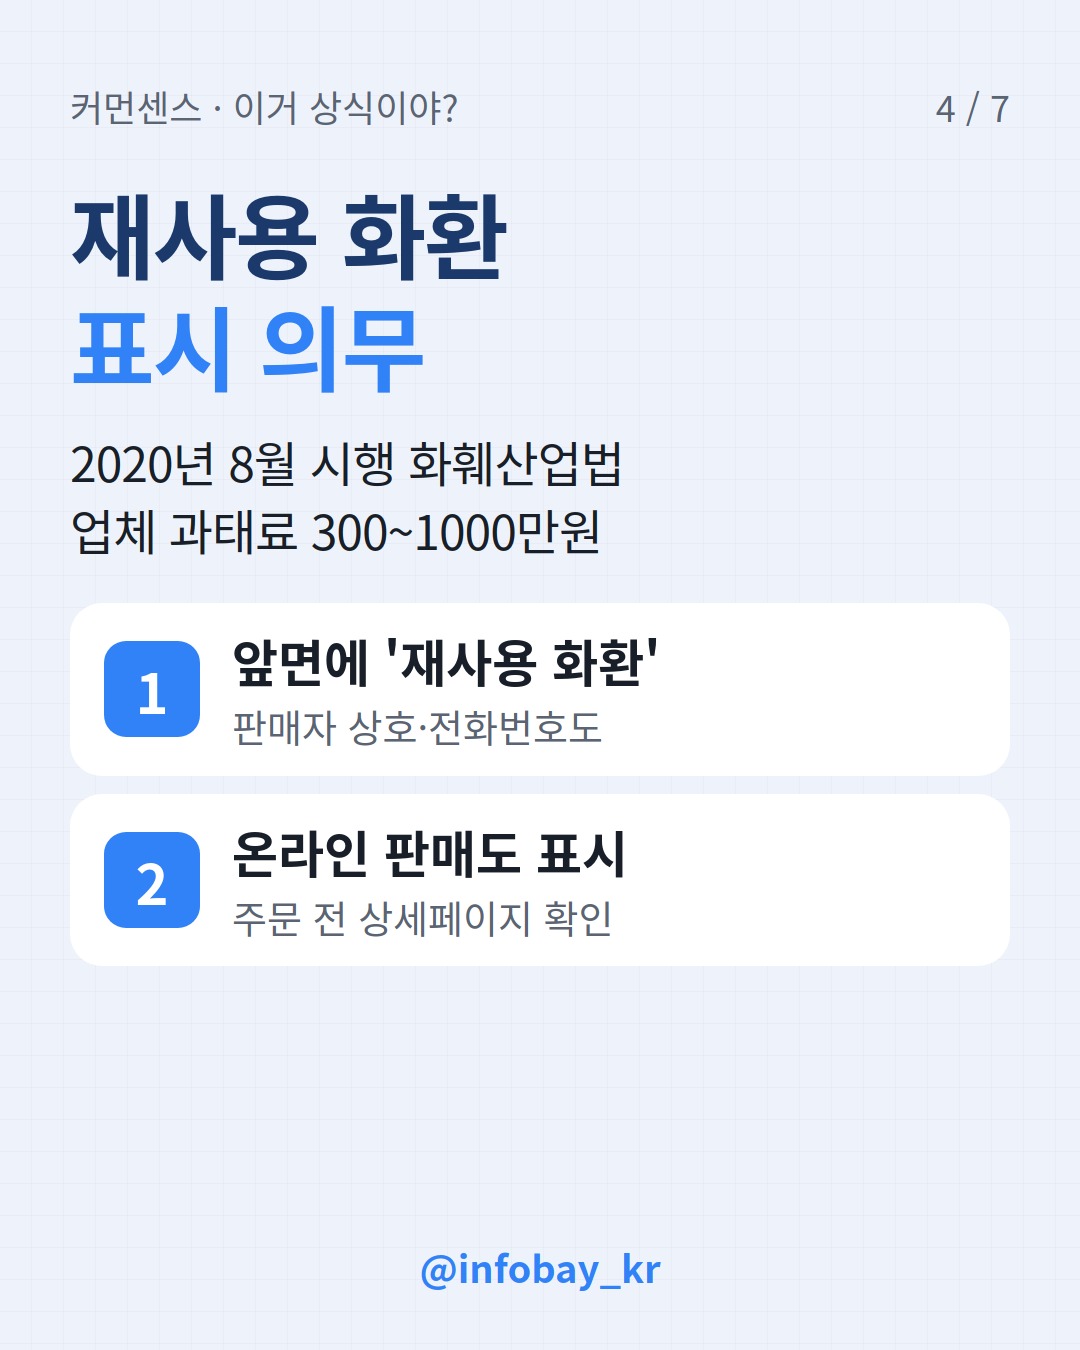 커먼센스 · 이거 상식이야?
4 / 7
재사용 화환
표시 의무
2020년 8월 시행 화훼산업법
업체 과태료 300~1000만원
1
앞면에 '재사용 화환'
판매자 상호·전화번호도
2
온라인 판매도 표시
주문 전 상세페이지 확인
@infobay_kr